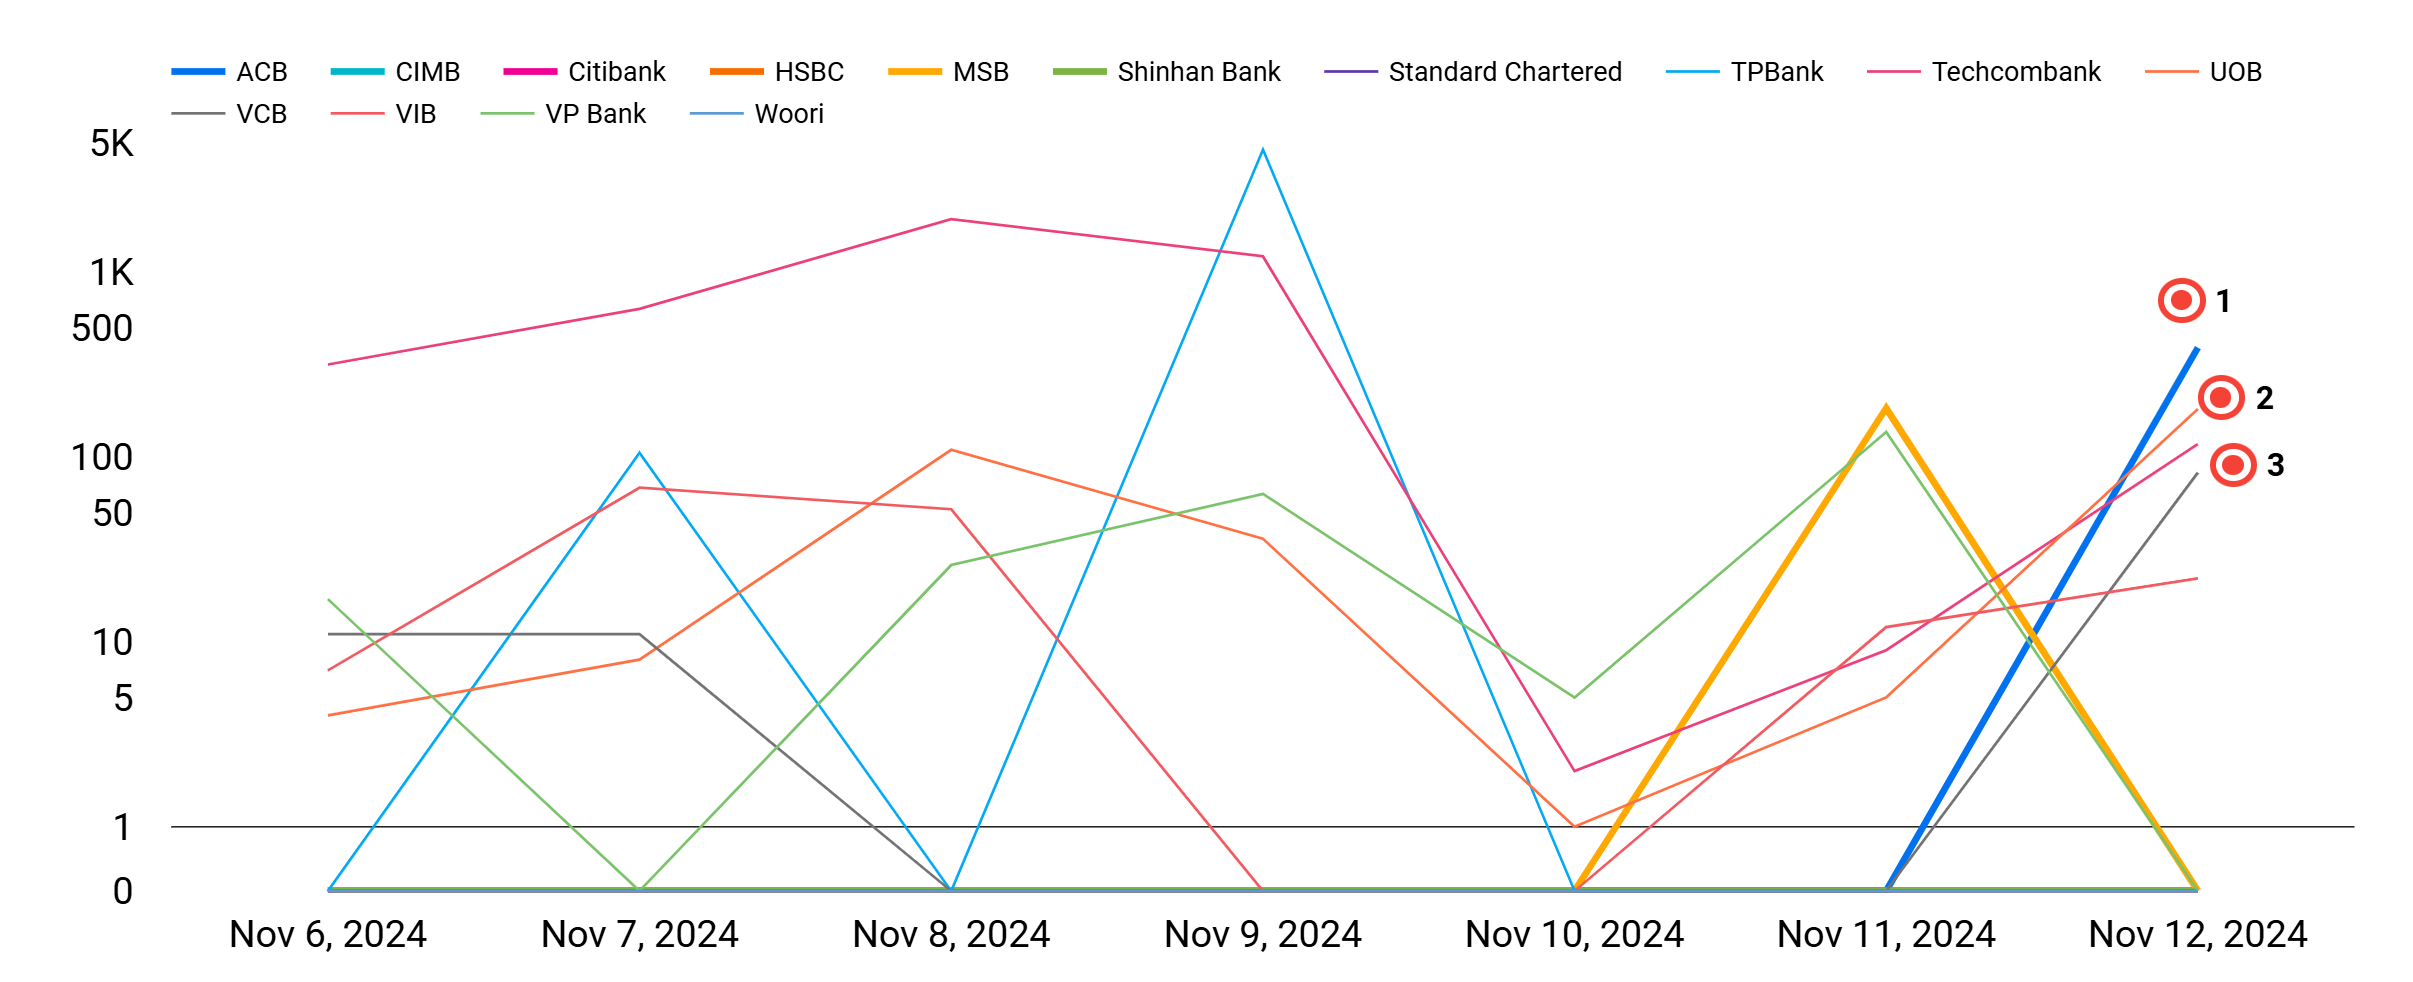 ACB CIMB Citibank HSBC MSB Shinhan Bank Standard Chartered TPBank Techcombank UOB
VCB VIB VP Bank Woori
5K
1K
500
100
50
10
5
1
0
1
2
3
Nov 6, 2024 Nov 7, 2024 Nov 8, 2024 Nov 9, 2024 Nov 10, 2024 Nov 11, 2024 Nov 12, 2024